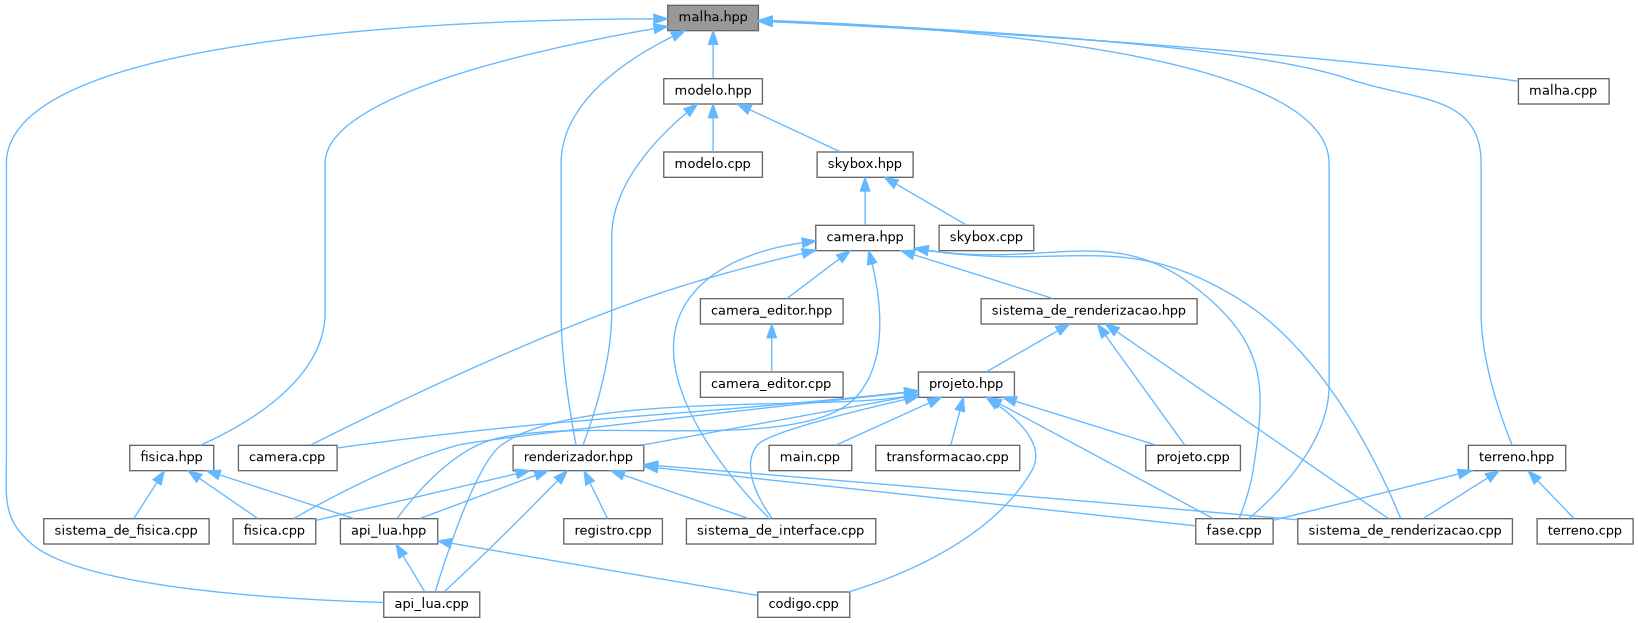 malha.hpp
modelo.hpp
malha.cpp
modelo.cpp
skybox.hpp
camera.hpp
skybox.cpp
camera_editor.hpp
sistema_de_renderizacao.hpp
camera_editor.cpp
projeto.hpp
fisica.hpp
camera.cpp
renderizador.hpp
main.cpp
transformacao.cpp
projeto.cpp
terreno.hpp
sistema_de_fisica.cpp
fisica.cpp
api_lua.hpp
registro.cpp
sistema_de_interface.cpp
fase.cpp
sistema_de_renderizacao.cpp
terreno.cpp
api_lua.cpp
codigo.cpp